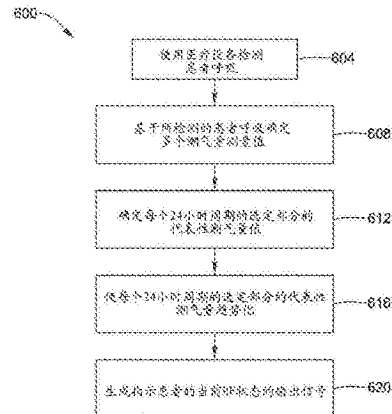 600
使用医疗设备检测
患者呼吸
604
基于所检测的患者呼吸确定
多个潮气量测量值
608
确定每个24小时周期的选定部分的
代表性潮气量值
612
使每个24小时周期的选定部分的代表性
潮气量趋势化
616
生成指示患者的当前HF状态的输出信号
620